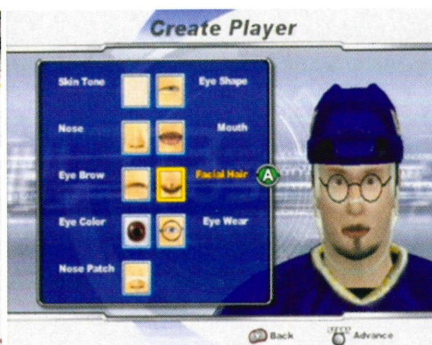 Create Player
Skin Tone Eye Shape
Nose Mouth
Eye Brow Facial Hair A
Eye Color Eye Wear
Nose Patch
Back Advance